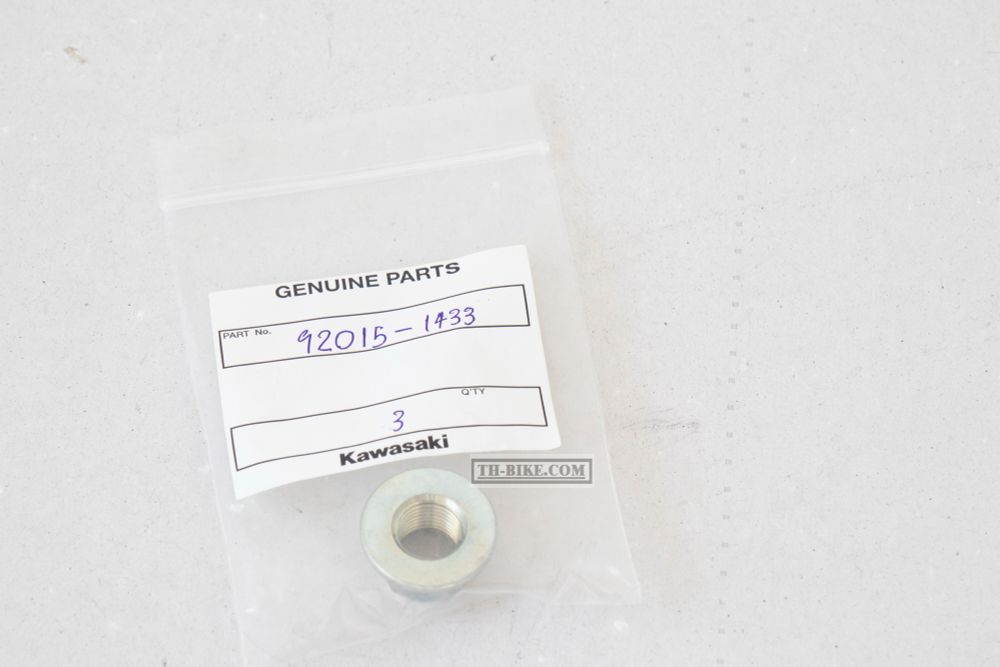 GENUINE PARTS
PART No. 92015-1433
Q'TY
3
Kawasaki
TH-BIKE.COM